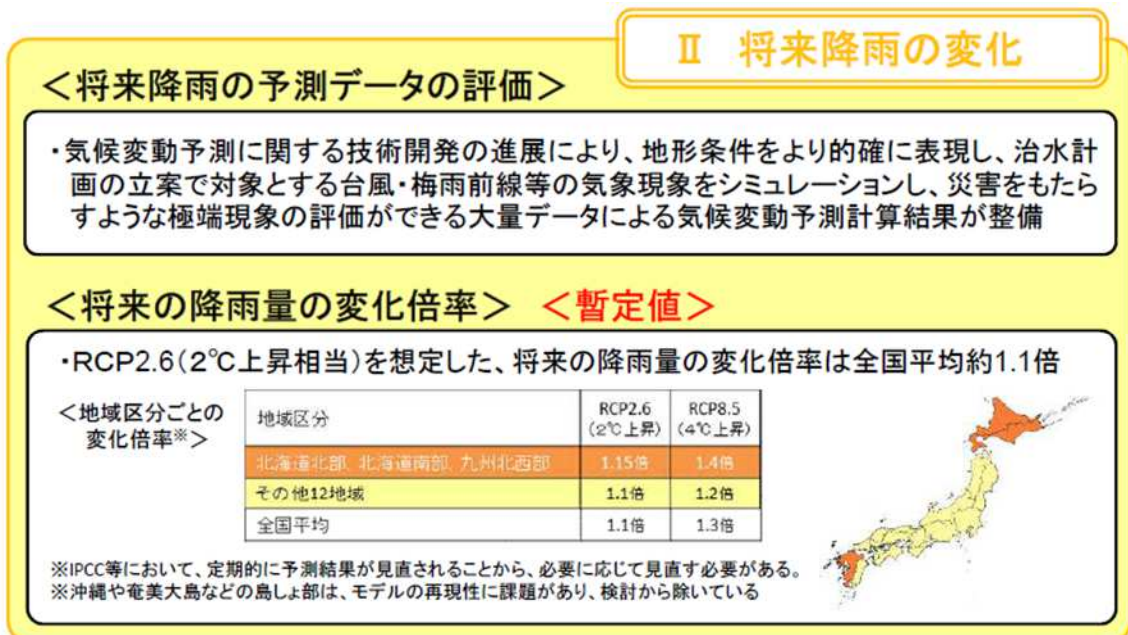 Ⅱ 将来降雨の変化
＜将来降雨の予測データの評価＞
・気候変動予測に関する技術開発の進展により、地形条件をより的確に表現し、治水計
画の立案で対象とする台風・梅雨前線等の気象現象をシミュレーションし、災害をもたら
すような極端現象の評価ができる大量データによる気候変動予測計算結果が整備
＜将来の降雨量の変化倍率＞ ＜暫定値＞
・RCP2.6(2℃上昇相当)を想定した、将来の降雨量の変化倍率は全国平均約1.1倍
＜地域区分ごとの
変化倍率※＞
地域区分 RCP2.6 RCP8.5
(2℃上昇) (4℃上昇)
北海道北部、北海道南部、九州北西部 1.15倍 1.4倍
その他12地域 1.1倍 1.2倍
全国平均 1.1倍 1.3倍
※IPCC等において、定期的に予測結果が見直されることから、必要に応じて見直す必要がある。
※沖縄や奄美大島などの島しょ部は、モデルの再現性に課題があり、検討から除いている